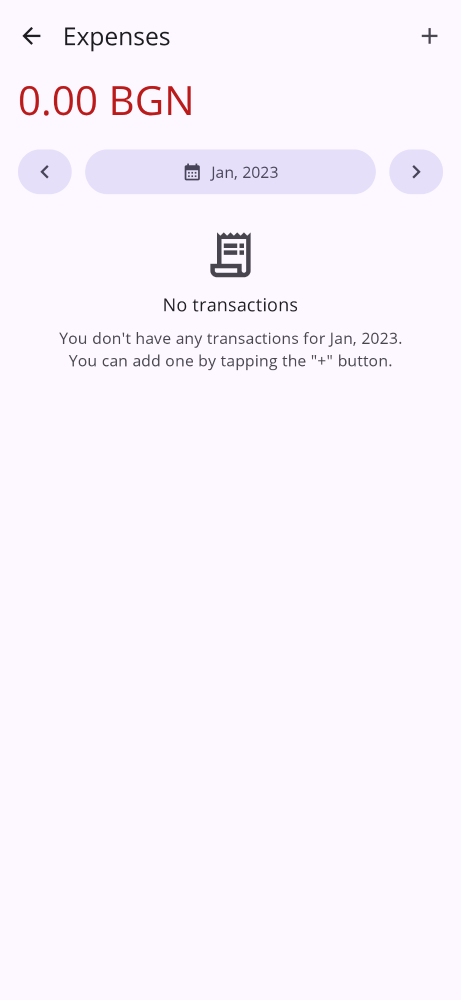 Expenses
0.00 BGN
Jan, 2023
No transactions
You don't have any transactions for Jan, 2023.
You can add one by tapping the "+" button.